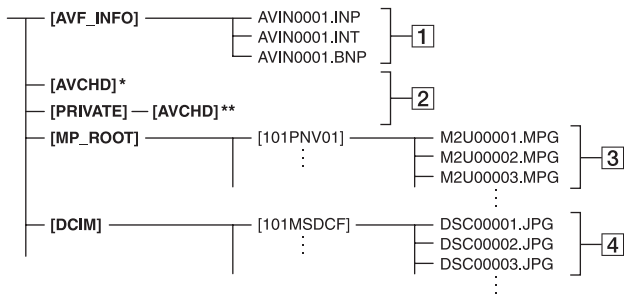 [AVF_INFO] AVIN0001.INP
AVIN0001.INT 1
AVIN0001.BNP
[AVCHD]*
2
[PRIVATE] [AVCHD]**
[MP_ROOT] [101PNV01] M2U00001.MPG
M2U00002.MPG 3
M2U00003.MPG
[DCIM] [101MSDCF] DSC00001.JPG
DSC00002.JPG 4
DSC00003.JPG